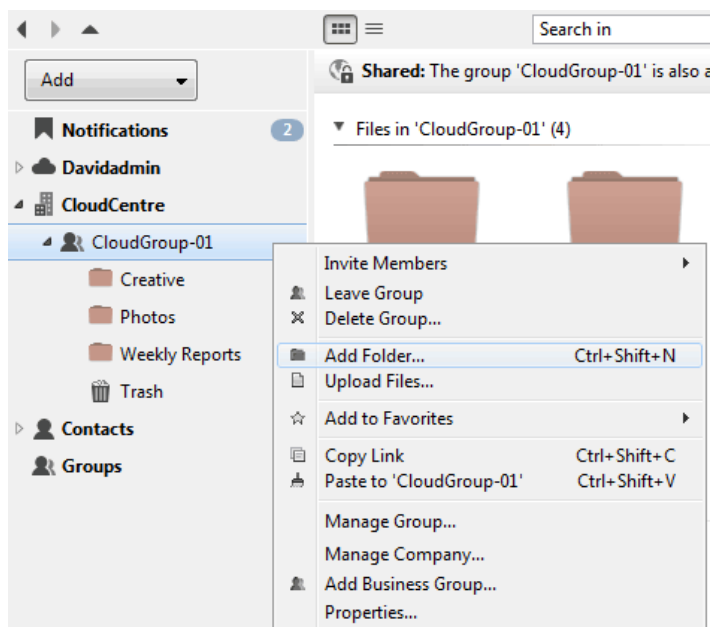 Search in
Add
Shared: The group 'CloudGroup-01' is also a
Notifications 2
Files in 'CloudGroup-01' (4)
Davidadmin
CloudCentre
CloudGroup-01
Creative
Photos
Weekly Reports
Trash
Contacts
Groups
Invite Members
Leave Group
Delete Group...
Add Folder... Ctrl+Shift+N
Upload Files...
Add to Favorites
Copy Link Ctrl+Shift+C
Paste to 'CloudGroup-01' Ctrl+Shift+V
Manage Group...
Manage Company...
Add Business Group...
Properties...